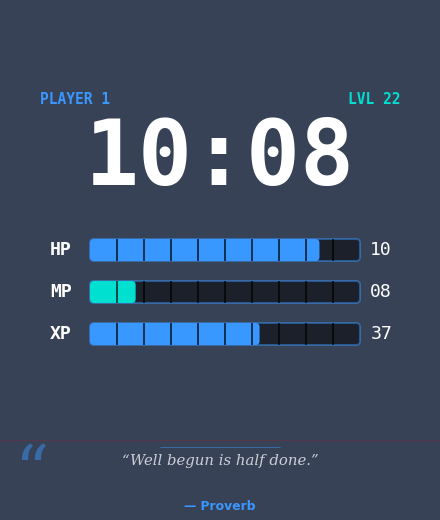 PLAYER 1 LVL 22
10:08
HP 10
MP 08
XP 37
“
“Well begun is half done.”
— Proverb